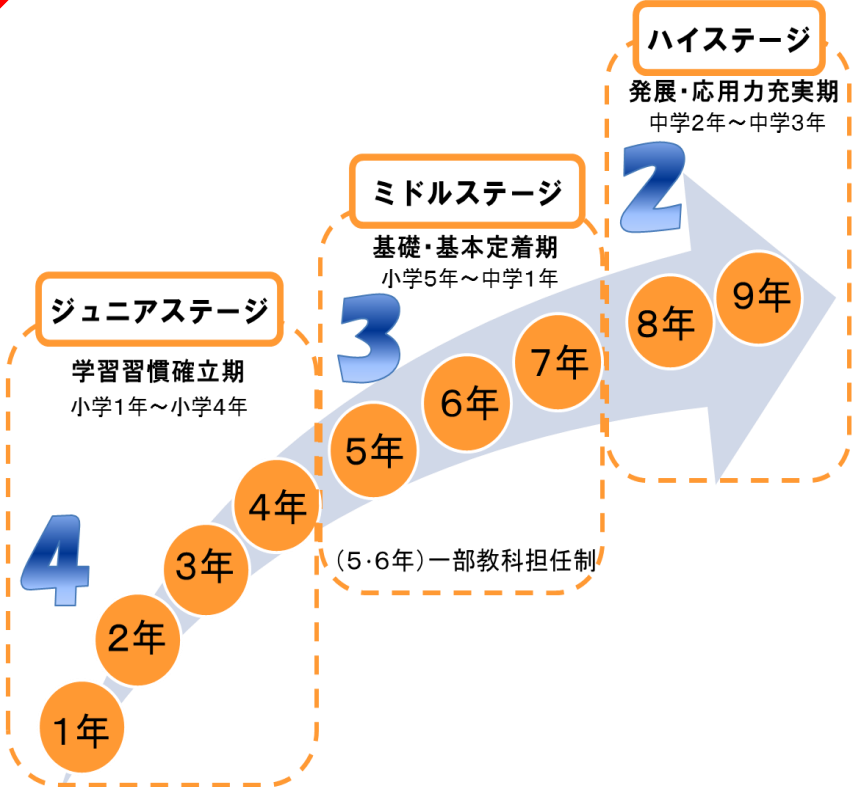 ハイステージ
発展・応用力充実期
中学2年～中学3年
2
ミドルステージ
基礎・基本定着期
小学5年～中学1年
3
ジュニアステージ
学習習慣確立期
小学1年～小学4年
4
1年
2年
3年
4年
5年
6年
7年
8年
9年
（5・6年）一部教科担任制